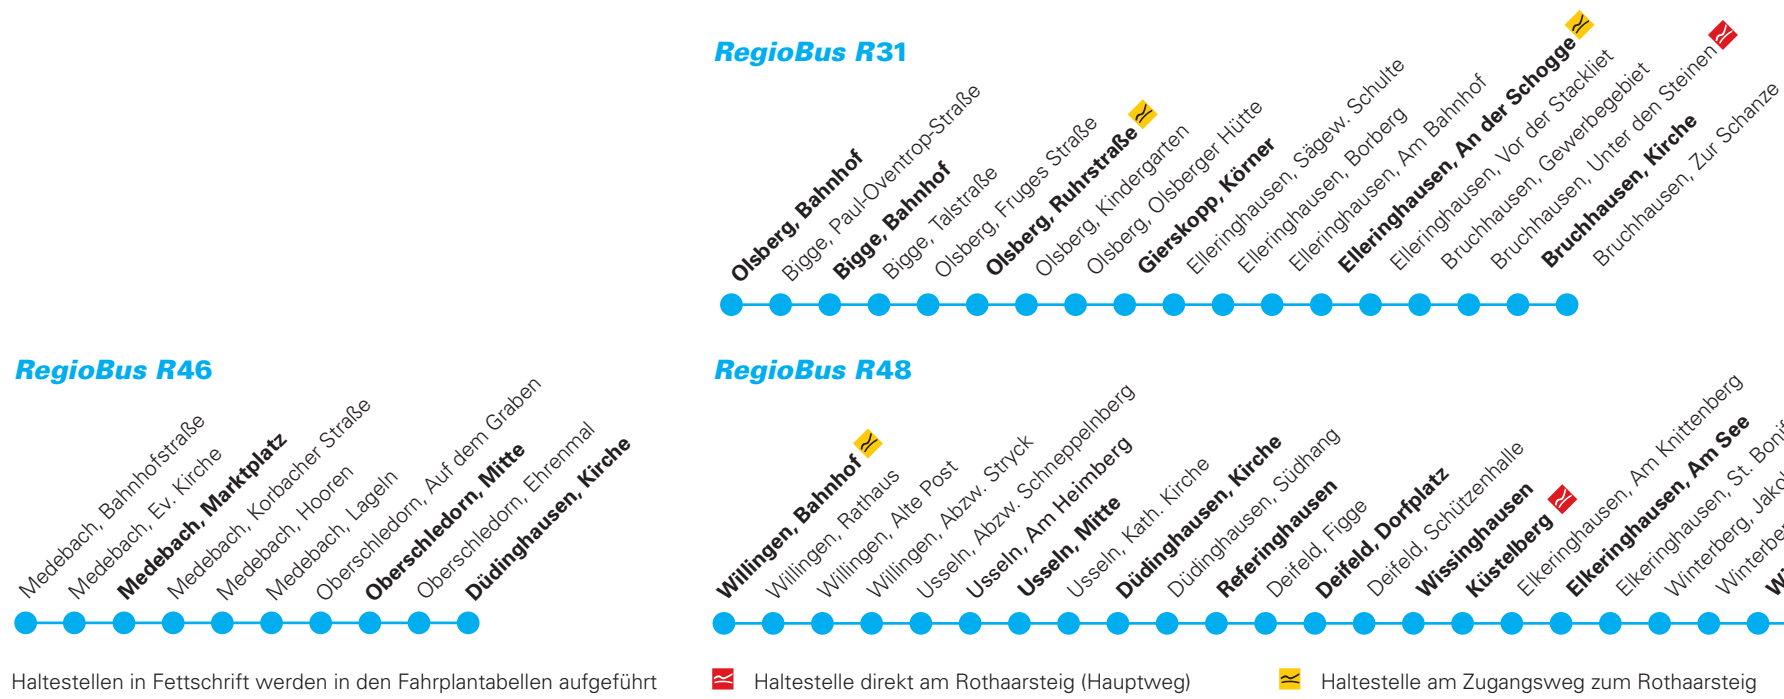 RegioBus R31
Olsberg, Bahnhof
Bigge, Paul-Oventrop-Straße
Bigge, Bahnhof
Bigge, Talstraße
Olsberg, Fruges Straße
Olsberg, Ruhrstraße
Olsberg, Kindergarten
Olsberg, Olsberger Hütte
Gierskopp, Körner
Elleringhausen, Sägew. Schulte
Elleringhausen, Borberg
Elleringhausen, Am Bahnhof
Elleringhausen, An der Schogge
Elleringhausen, Vor der Stackliet
Bruchhausen, Gewerbegebiet
Bruchhausen, Unter den Steinen
Bruchhausen, Kirche
Bruchhausen, Zur Schanze
RegioBus R46
Medebach, Bahnhofstraße
Medebach, Ev. Kirche
Medebach, Marktplatz
Medebach, Korbacher Straße
Medebach, Hooren
Medebach, Lageln
Oberschledorn, Auf dem Graben
Oberschledorn, Mitte
Oberschledorn, Ehrenmal
Düdinghausen, Kirche
RegioBus R48
Willingen, Bahnhof
Willingen, Rathaus
Willingen, Alte Post
Willingen, Abzw. Stryck
Usseln, Abzw. Schneppelnberg
Usseln, Am Heimberg
Usseln, Mitte
Usseln, Kath. Kirche
Düdinghausen, Kirche
Düdinghausen, Südhang
Referinghausen
Deifeld, Figge
Deifeld, Dorfplatz
Deifeld, Schützenhalle
Wissinghausen
Küstelberg
Elkeringhausen, Am Knittenberg
Elkeringhausen, Am See
Elkeringhausen, St.
Winterberg,
Haltestellen in Fettschrift werden in den Fahrplantabellen aufgeführt
Haltestelle direkt am Rothaarsteig (Hauptweg)
Haltestelle am Zugangsweg zum Rothaarsteig